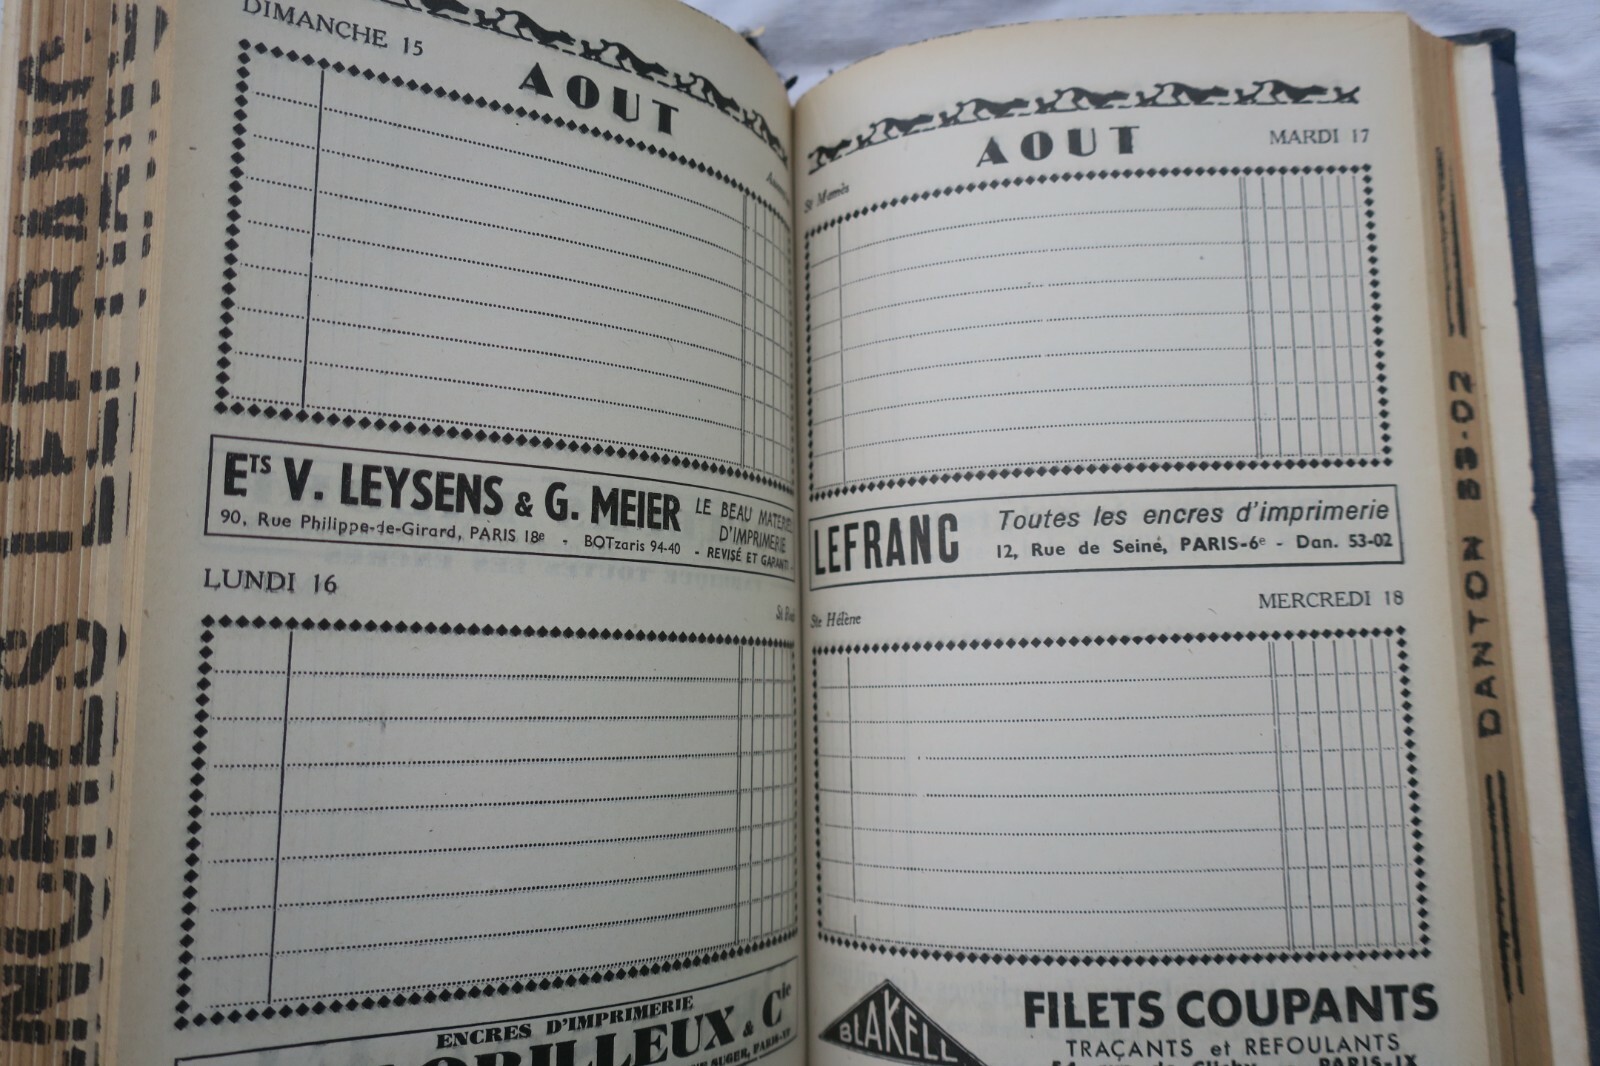 DIMANCHE 15
AOUT
ETS V. LEYSENS & G. MEIER
90, Rue Philippe-de-Girard, PARIS 18e - BOTzaris 94-40
LE BEAU
D'IMPRIMERIE
- REVISÉ ET
LUNDI 16
St
ENCRES D'IMPRIMERIE
& Cie
AOUT
MARDI 17
St Mamès
LEFRANC
Toutes les encres d'imprimerie
12, Rue de Seine, PARIS-6e - Dan. 53-02
MERCREDI 18
Ste Hélène
BLAKELL
FILETS COUPANTS
TRAÇANTS et REFOULANTS
PARIS-IX
LEFRANC
DANTON 53-02